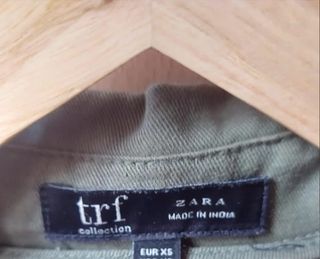 trf
collection
ZARA
MADE IN INDIA
EUR XS